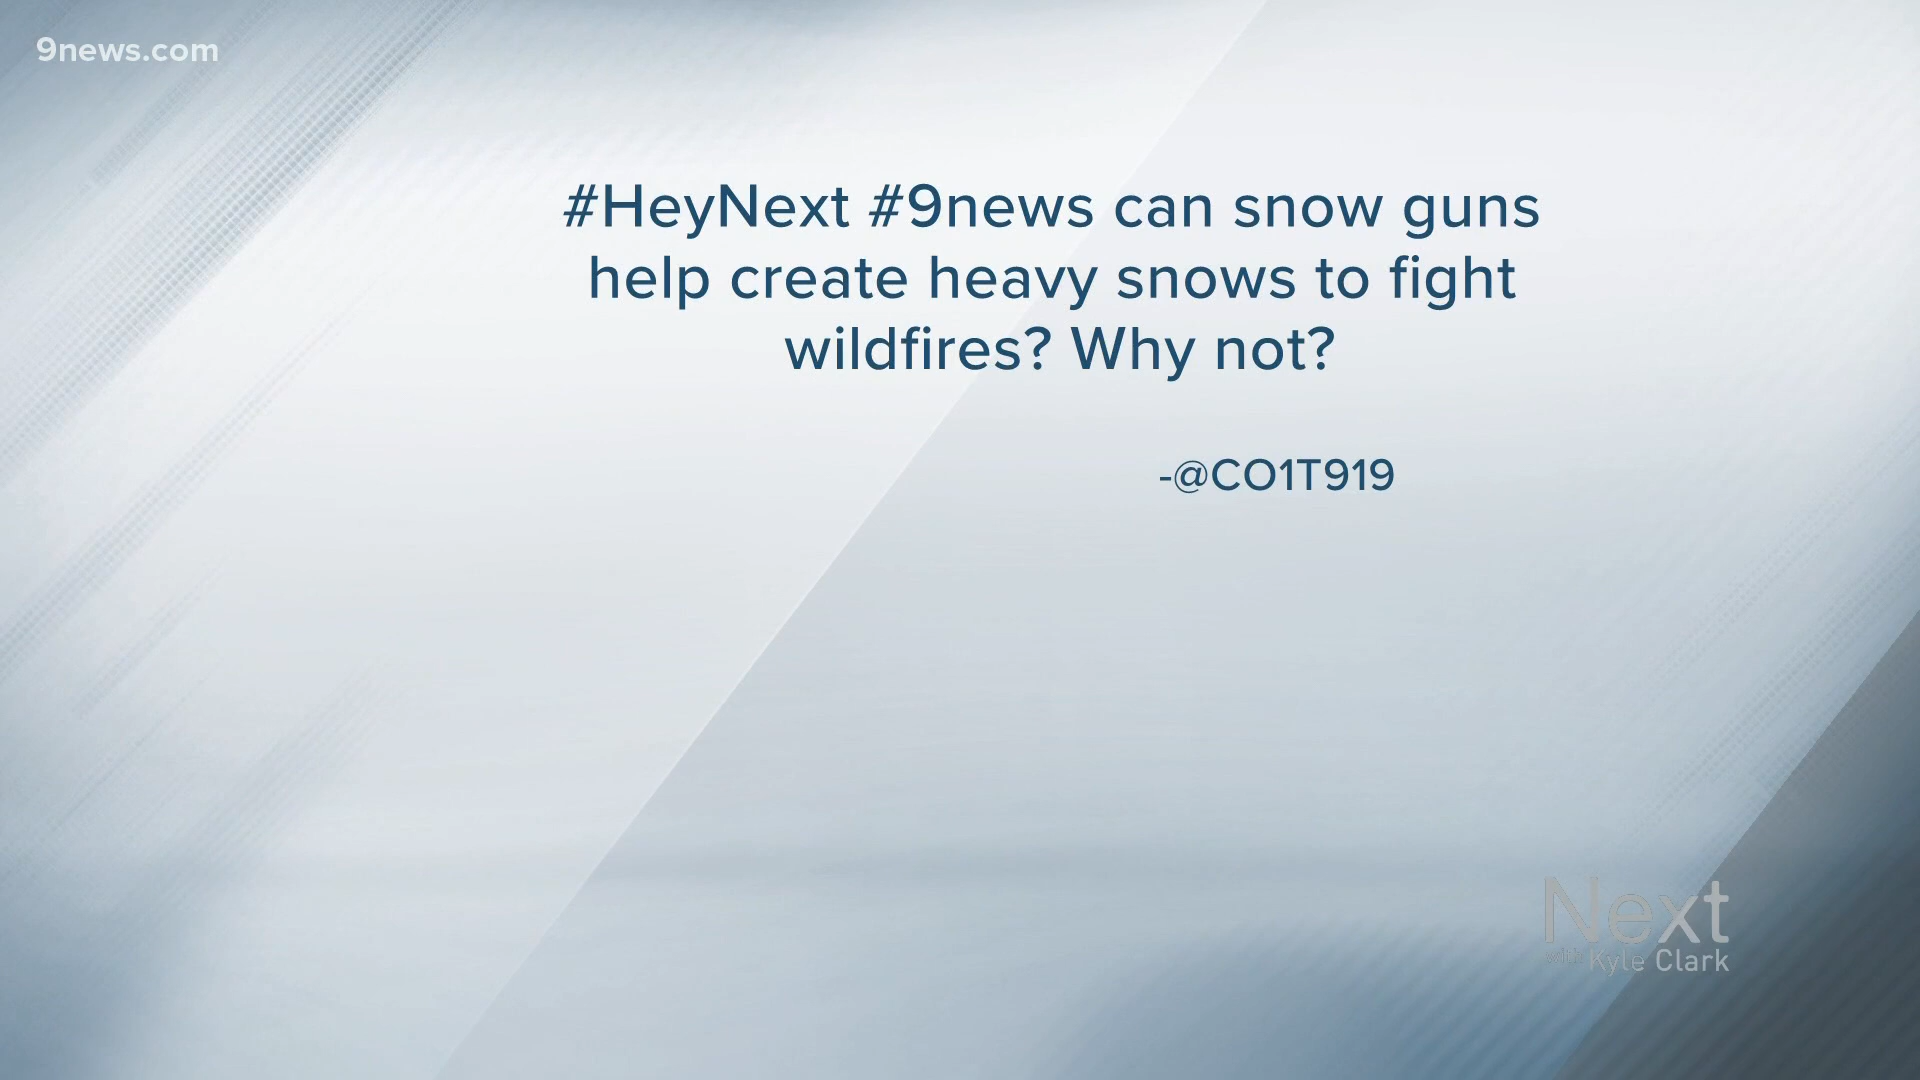 9news.com
#HeyNext #9news can snow guns
help create heavy snows to fight
wildfires? Why not?
-@CO1T919
Next
with Kyle Clark